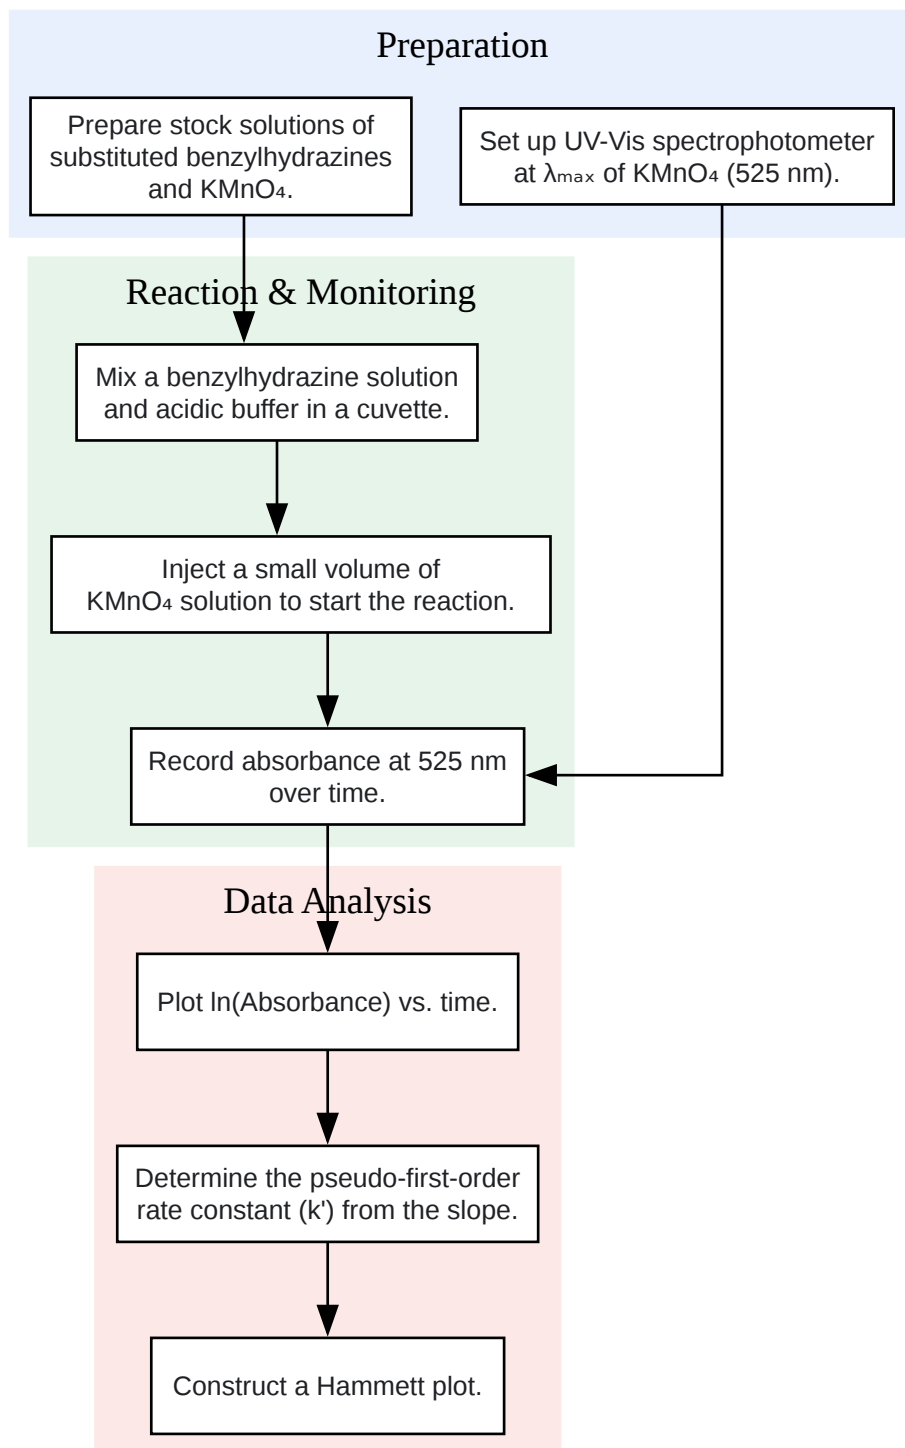 Preparation
Prepare stock solutions of
substituted benzylhydrazines
and KMnO₄.
Set up UV-Vis spectrophotometer
at λₘₐₓ of KMnO₄ (525 nm).
Reaction & Monitoring
Mix a benzylhydrazine solution
and acidic buffer in a cuvette.
Inject a small volume of
KMnO₄ solution to start the reaction.
Record absorbance at 525 nm
over time.
Data Analysis
Plot ln(Absorbance) vs. time.
Determine the pseudo-first-order
rate constant (k') from the slope.
Construct a Hammett plot.